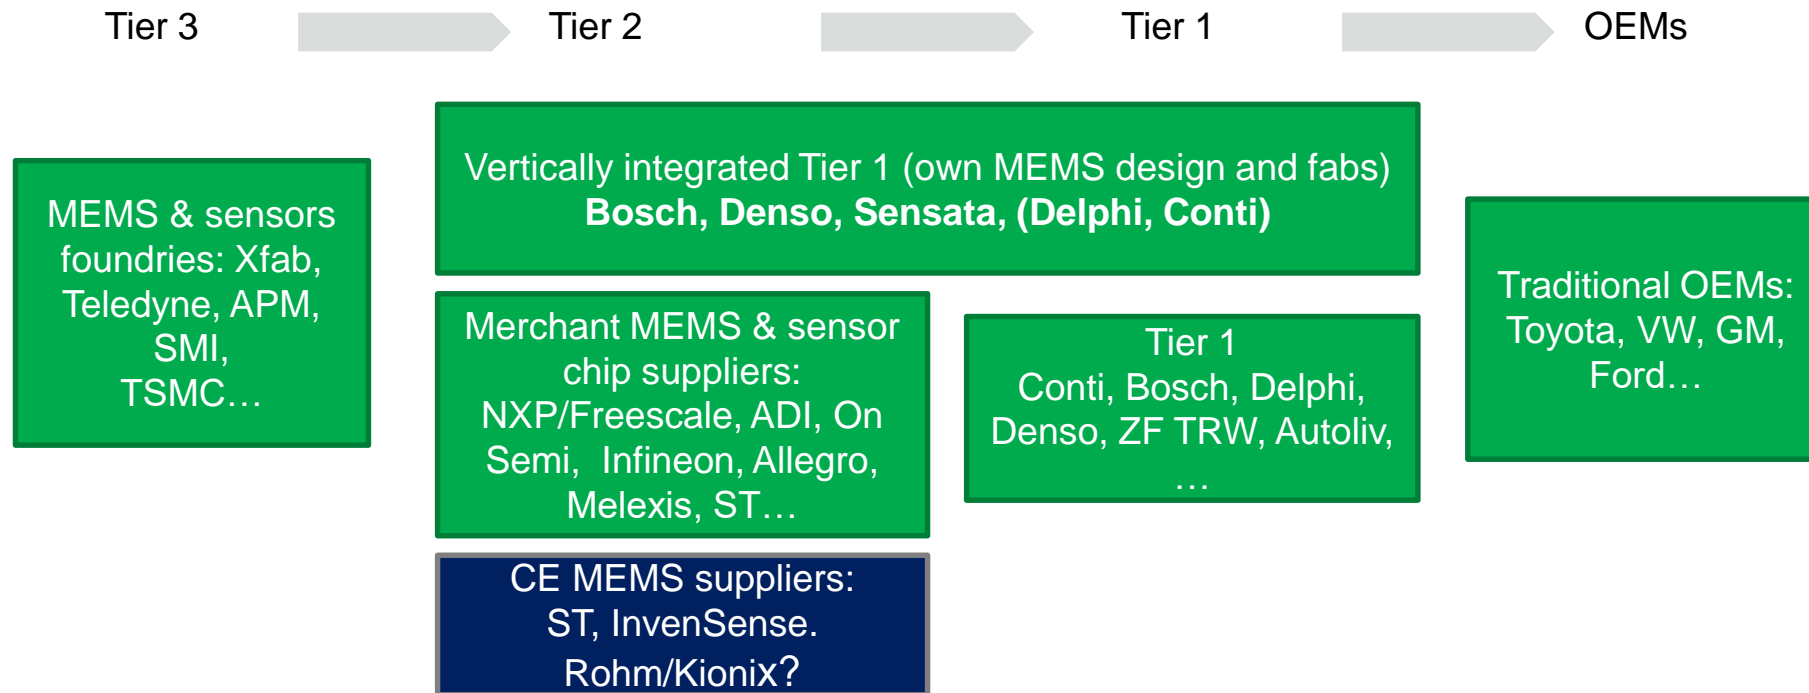 Tier 3
Tier 2
Tier 1
OEMs
MEMS & sensors
foundries: Xfab,
Teledyne, APM,
SMI,
TSMC…
Vertically integrated Tier 1 (own MEMS design and fabs)
Bosch, Denso, Sensata, (Delphi, Conti)
Merchant MEMS & sensor
chip suppliers:
NXP/Freescale, ADI, On
Semi,  Infineon, Allegro,
Melexis, ST…
CE MEMS suppliers:
ST, InvenSense.
Rohm/Kionix?
Tier 1
Conti, Bosch, Delphi,
Denso, ZF TRW, Autoliv,
…
Traditional OEMs:
Toyota, VW, GM,
Ford…